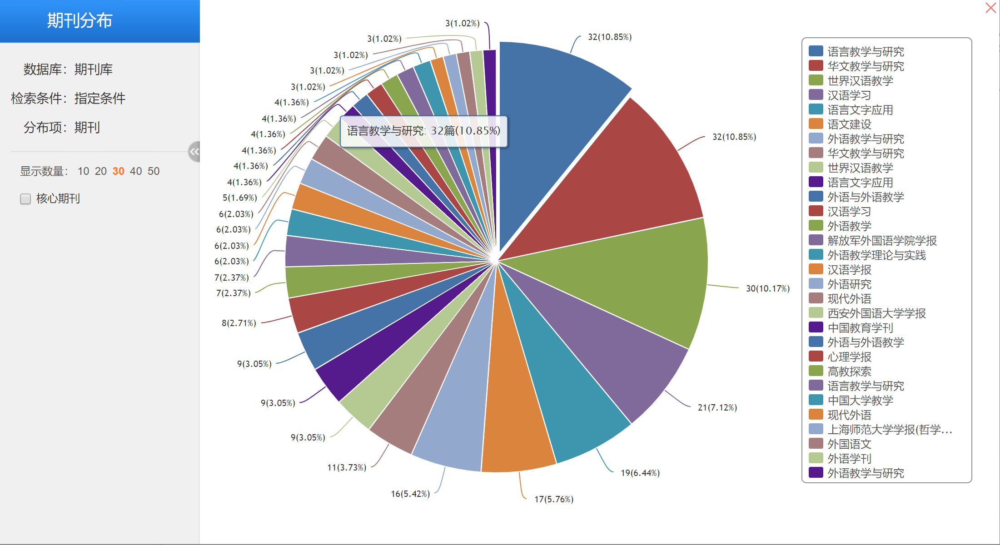 期刊分布
数据库：期刊库
检索条件：指定条件
分布项：期刊
显示数量： 10 20 30 40 50
核心期刊
3(1.02%)
3(1.02%)
3(1.02%)
3(1.02%)
3(1.02%)
4(1.36%)
4(1.36%)
4(1.36%)
4(1.36%)
4(1.36%)
4(1.36%)
5(1.69%)
6(2.03%)
6(2.03%)
6(2.03%)
6(2.03%)
7(2.37%)
7(2.37%)
8(2.71%)
9(3.05%)
9(3.05%)
9(3.05%)
11(3.73%)
16(5.42%)
17(5.76%)
19(6.44%)
21(7.12%)
30(10.17%)
32(10.85%)
32(10.85%)
语言教学与研究: 32篇(10.85%)
语言教学与研究
华文教学与研究
世界汉语教学
汉语学习
语言文字应用
语文建设
外语教学与研究
华文教学与研究
世界汉语教学
语言文字应用
外语与外语教学
汉语学习
外语教学
解放军外国语学院学报
外语教学理论与实践
汉语学报
外语研究
现代外语
西安外国语大学学报
中国教育学刊
外语与外语教学
心理学报
高教探索
语言教学与研究
中国大学教学
现代外语
上海师范大学学报(哲学...
外国语文
外语学刊
外语教学与研究